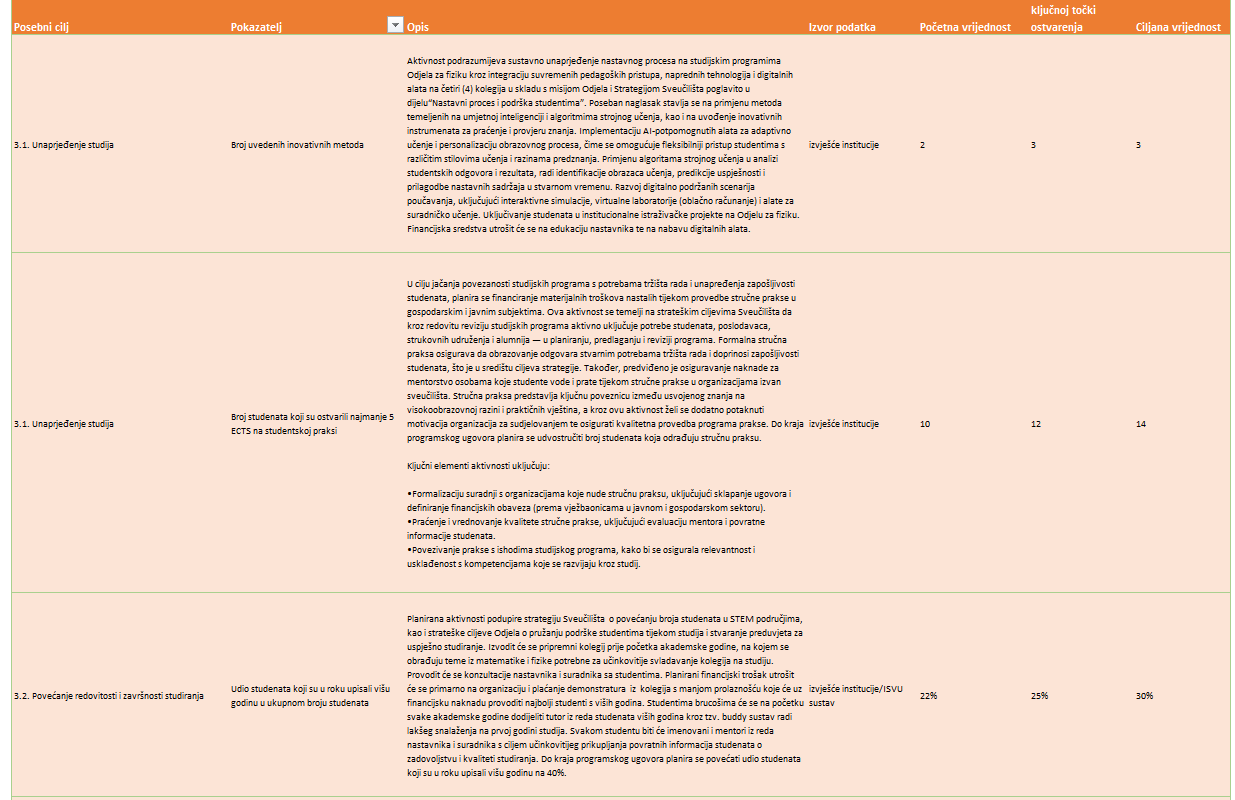 ključnoj točki
Posebni cilj Pokazatelj Opis Izvor podatka Početna vrijednost ostvarenja Ciljana vrijednost
Aktivnost podrazumijeva sustavno unaprjeđenje nastavnog procesa na studijskim programima
Odjela za fiziku kroz integraciju suvremenih pedagoških pristupa, naprednih tehnologija i digitalnih
alata na četiri (4) kolegija u skladu s misijom Odjela i Strategijom Sveučilišta poglavito u
dijelu“Nastavni proces i podrška studentima”. Poseban naglasak stavlja se na primjenu metoda
temeljenih na umjetnoj inteligenciji i algoritmima strojnog učenja, kao i na uvođenje inovativnih
instrumenata za praćenje i provjeru znanja. Implementaciju AI-potpomognutih alata za adaptivno
3.1. Unaprjeđenje studija Broj uvedenih inovativnih metoda učenje i personalizaciju obrazovnog procesa, čime se omogućuje fleksibilniji pristup studentima s izvješće institucije 2 3 3
različitim stilovima učenja i razinama predznanja. Primjenu algoritama strojnog učenja u analizi
studentskih odgovora i rezultata, radi identifikacije obrazaca učenja, predikcije uspješnosti i
prilagodbe nastavnih sadržaja u stvarnom vremenu. Razvoj digitalno podržanih scenarija
poučavanja, uključujući interaktivne simulacije, virtualne laboratorije (oblačno računanje) i alate za
suradničko učenje. Uključivanje studenata u institucionalne istraživačke projekte na Odjelu za fiziku.
Financijska sredstva utrošit će se na edukaciju nastavnika te na nabavu digitalnih alata.
U cilju jačanja povezanosti studijskih programa s potrebama tržišta rada i unapređenja zapošljivosti
studenata, planira se financiranje materijalnih troškova nastalih tijekom provedbe stručne prakse u
gospodarskim i javnim subjektima. Ova aktivnost se temelji na strateškim ciljevima Sveučilišta da
kroz redovitu reviziju studijskih programa aktivno uključuje potrebe studenata, poslodavaca,
strukovnih udruženja i alumnija — u planiranju, predlaganju i reviziji programa. Formalna stručna
praksa osigurava da obrazovanje odgovara stvarnim potrebama tržišta rada i doprinosi zapošljivosti
studenata, što je u središtu ciljeva strategije. Također, predviđeno je osiguravanje naknade za
mentorstvo osobama koje studente vode i prate tijekom stručne prakse u organizacijama izvan
sveučilišta. Stručna praksa predstavlja ključnu poveznicu između usvojenog znanja na
Broj studenata koji su ostvarili najmanje 5 visokoobrazovnoj razini i praktičnih vještina, a kroz ovu aktivnost želi se dodatno potaknuti
3.1. Unaprjeđenje studija ECTS na studentskoj praksi motivacija organizacija za sudjelovanjem te osigurati kvalitetna provedba programa prakse. Do kraja izvješće institucije 10 12 14
programskog ugovora planira se udvostručiti broj studenata koja odrađuju stručnu praksu.
Ključni elementi aktivnosti uključuju:
•Formalizaciju suradnji s organizacijama koje nude stručnu praksu, uključujući sklapanje ugovora i
definiranje financijskih obaveza (prema vježbaonicama u javnom i gospodarskom sektoru).
•Praćenje i vrednovanje kvalitete stručne prakse, uključujući evaluaciju mentora i povratne
informacije studenata.
•Povezivanje prakse s ishodima studijskog programa, kako bi se osigurala relevantnost i
usklađenost s kompetencijama koje se razvijaju kroz studij.
Planirana aktivnosti podupire strategiju Sveučilišta o povećanju broja studenata u STEM područjima,
kao i strateške ciljeve Odjela o pružanju podrške studentima tijekom studija i stvaranje preduvjeta za
uspješno studiranje. Izvodit će se pripremni kolegij prije početka akademske godine, na kojem se
obrađuju teme iz matematike i fizike potrebne za učinkovitije svladavanje kolegija na studiju.
Provodit će se konzultacije nastavnika i suradnika sa studentima. Planirani financijski trošak utrošit
Udio studenata koji su u roku upisali višu će se primarno na organizaciju i plaćanje demonstratura iz kolegija s manjom prolaznošću koje će uz izvješće institucije/ISVU
3.2. Povećanje redovitosti i završnosti studiranja godinu u ukupnom broju studenata financijsku naknadu provoditi najbolji studenti s viših godina. Studentima brucošima će se na početku sustav 22% 25% 30%
svake akademske godine dodijeliti tutor iz reda studenata viših godina kroz tzv. buddy sustav radi
lakšeg snalaženja na prvoj godini studija. Svakom studentu biti će imenovani i mentori iz reda
nastavnika i suradnika s ciljem učinkovitijeg prikupljanja povratnih informacija studenata o
zadovoljstvu i kvaliteti studiranja. Do kraja programskog ugovora planira se povećati udio studenata
koji su u roku upisali višu godinu na 40%.